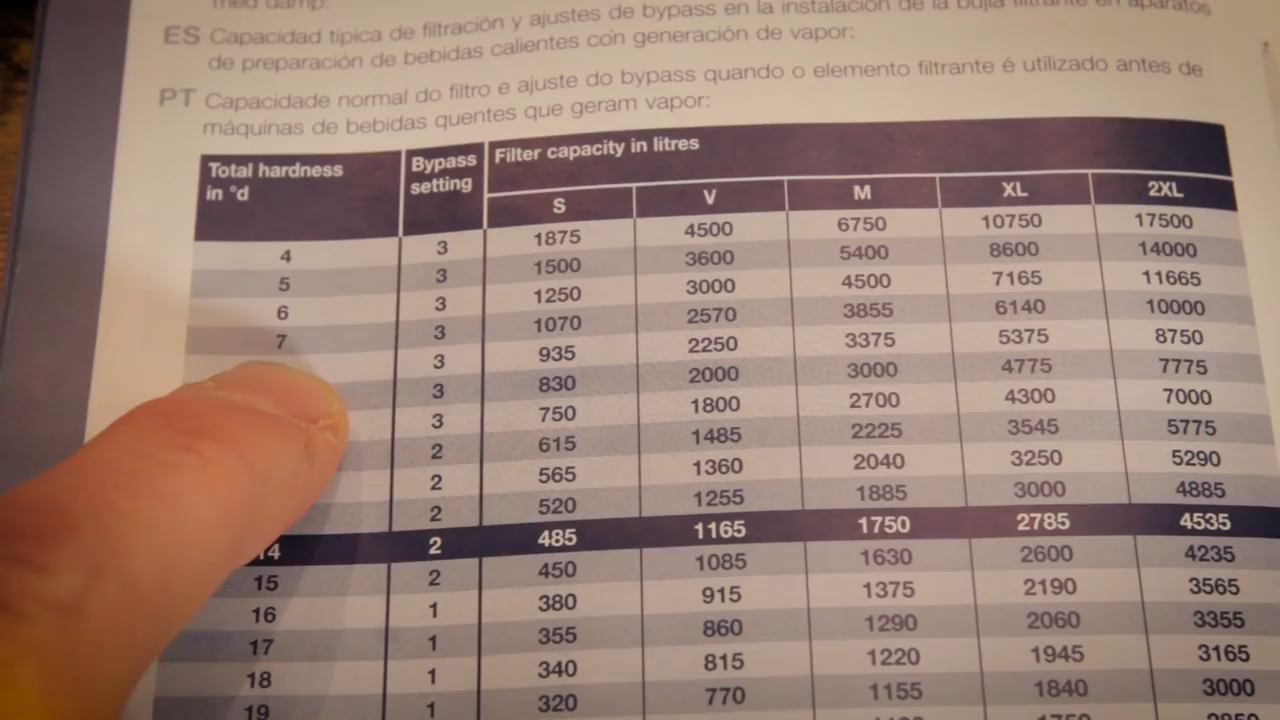 med damp:
ES Capacidad típica de filtración y ajustes de bypass en la instalación de la bujía filtrante en aparatos
de preparación de bebidas calientes con generación de vapor:
PT Capacidade normal do filtro e ajuste do bypass quando o elemento filtrante é utilizado antes de
máquinas de bebidas quentes que geram vapor:
Total hardness in °d Bypass setting Filter capacity in litres
S V M XL 2XL
4 3 1875 4500 6750 10750 17500
5 3 1500 3600 5400 8600 14000
6 3 1250 3000 4500 7165 11665
7 3 1070 2570 3855 6140 10000
3 935 2250 3375 5375 8750
3 830 2000 3000 4775 7775
3 750 1800 2700 4300 7000
2 615 1485 2225 3545 5775
2 565 1360 2040 3250 5290
2 520 1255 1885 3000 4885
14 2 485 1165 1750 2785 4535
15 2 450 1085 1630 2600 4235
16 1 380 915 1375 2190 3565
17 1 355 860 1290 2060 3355
18 1 340 815 1220 1945 3165
19 1 320 770 1155 1840 3000